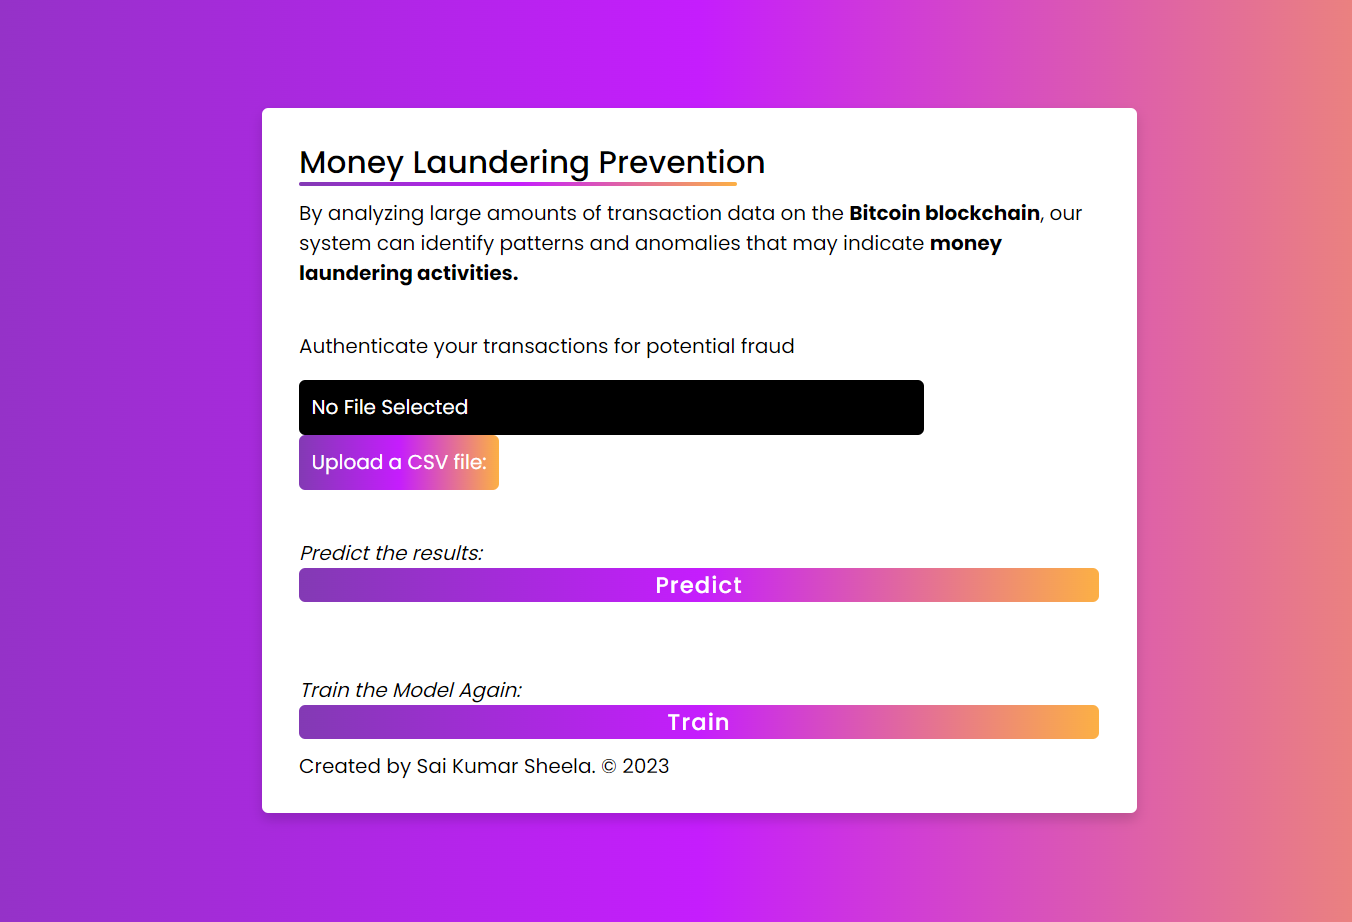 Money Laundering Prevention
By analyzing large amounts of transaction data on the Bitcoin blockchain, our
system can identify patterns and anomalies that may indicate money
laundering activities.
Authenticate your transactions for potential fraud
No File Selected
Upload a CSV file:
Predict the results:
Predict
Train the Model Again:
Train
Created by Sai Kumar Sheela. © 2023